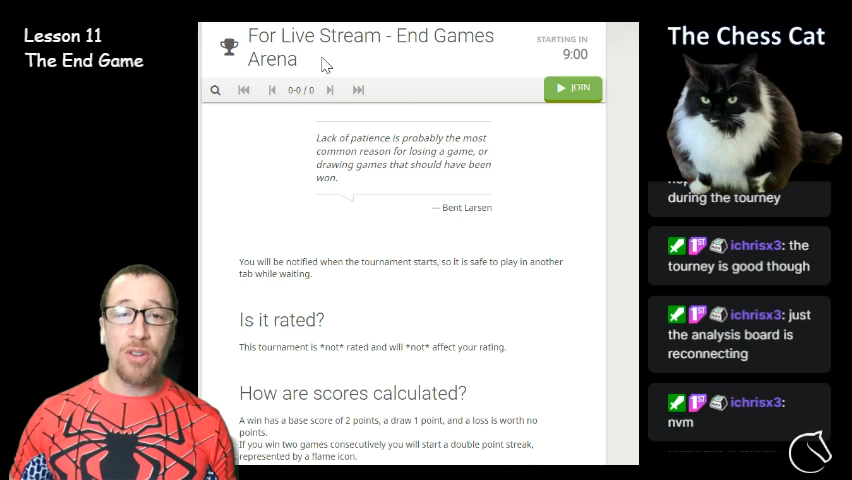 Lesson 11
The End Game
For Live Stream - End Games
Arena
STARTING IN
9:00
0-0 / 0
JOIN
Lack of patience is probably the most
common reason for losing a game, or
drawing games that should have been
won.
— Bent Larsen
You will be notified when the tournament starts, so it is safe to play in another
tab while waiting.
Is it rated?
This tournament is *not* rated and will *not* affect your rating.
How are scores calculated?
A win has a base score of 2 points, a draw 1 point, and a loss is worth no
points.
If you win two games consecutively you will start a double point streak,
represented by a flame icon.
The Chess Cat
during the tourney
1ST ichrisx3: the
tourney is good though
1ST ichrisx3: just
the analysis board is
reconnecting
1ST ichrisx3:
nvm